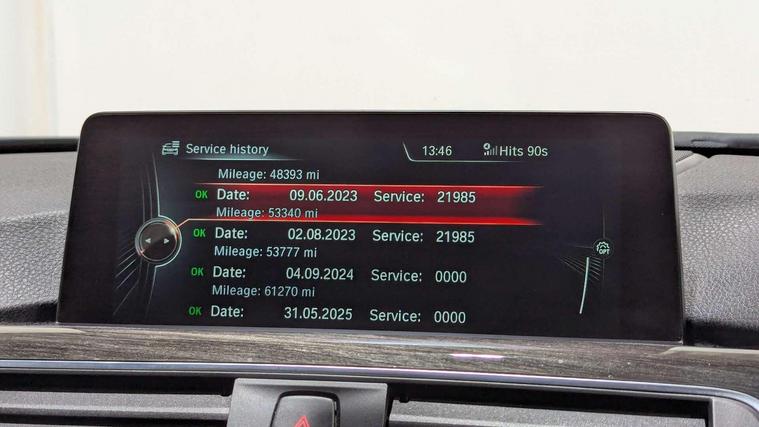 Service history 13:46 Hits 90s
Mileage: 48393 mi
OK Date: 09.06.2023 Service: 21985
Mileage: 53340 mi
OK Date: 02.08.2023 Service: 21985
Mileage: 53777 mi
OK Date: 04.09.2024 Service: 0000
Mileage: 61270 mi
OK Date: 31.05.2025 Service: 0000
OPT